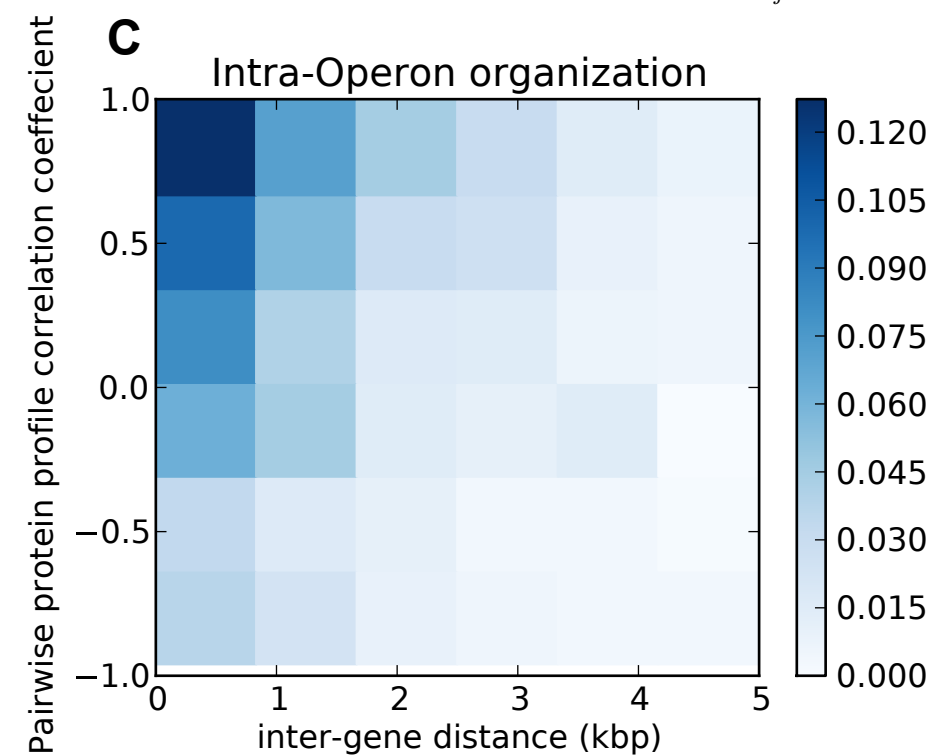 C
Intra-Operon organization
Pairwise protein profile correlation coeffecient
1.0
0.5
0.0
−0.5
−1.0
0 1 2 3 4 5
inter-gene distance (kbp)
0.120
0.105
0.090
0.075
0.060
0.045
0.030
0.015
0.000